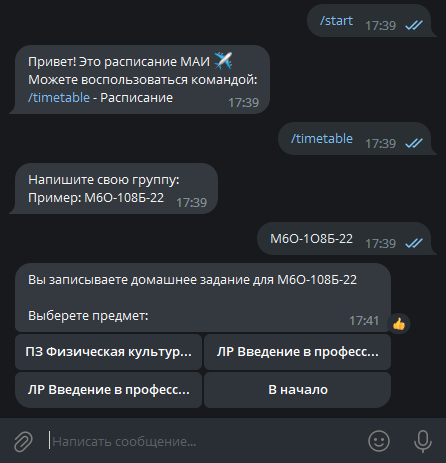 /start
17:39
Привет! Это расписание МАИ ✈️
Можете воспользоваться командой:
/timetable - Расписание
17:39
/timetable
17:39
Напишите свою группу:
Пример: М6О-108Б-22
17:39
М6О-1О8Б-22
17:39
Вы записываете домашнее задание для М6О-108Б-22
Выберете предмет:
17:41
👍
ПЗ Физическая культур...
ЛР Введение в професс...
ЛР Введение в професс...
В начало
Написать сообщение...